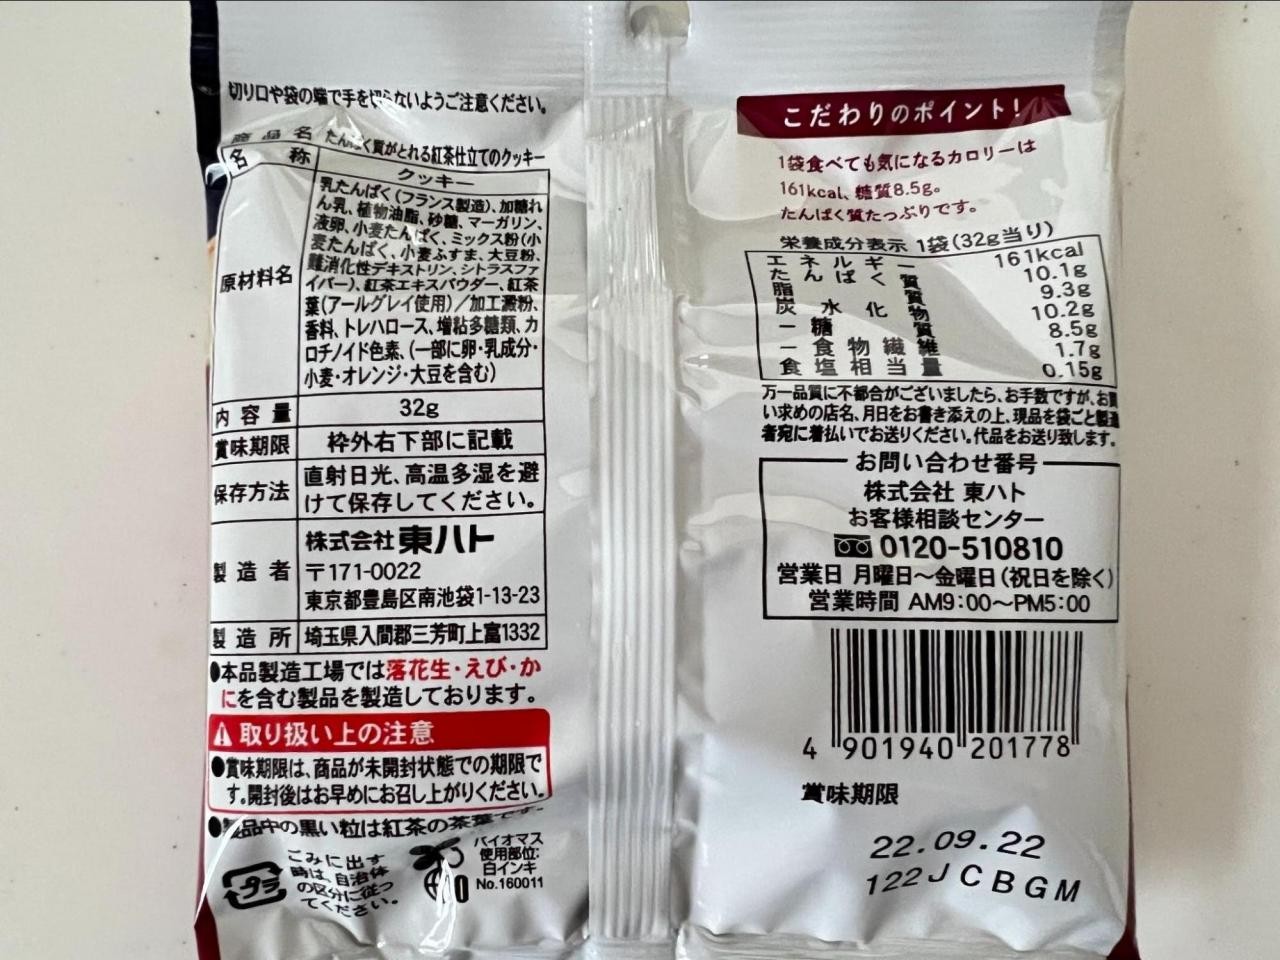 切り口や袋の端で手を切らないようご注意ください。
商品名 たんぱく質がとれる紅茶仕立てのクッキー
名称 クッキー
原材料名
乳たんぱく(フランス製造)、加糖れ
ん乳、植物油脂、砂糖、マーガリン、
液卵、小麦たんぱく、ミックス粉(小
麦たんぱく、小麦ふすま、大豆粉、
難消化性デキストリン、シトラスファ
イバー)、紅茶エキスパウダー、紅茶
葉(アールグレイ使用)/加工澱粉、
香料、トレハロース、増粘多糖類、カ
ロチノイド色素、(一部に卵・乳成分・
小麦・オレンジ・大豆を含む)
内容量 32g
賞味期限 枠外右下部に記載
保存方法
直射日光、高温多湿を避
けて保存してください。
製造者
株式会社 東ハト
〒171-0022
東京都豊島区南池袋1-13-23
製造所 埼玉県入間郡三芳町上富1332
●本品製造工場では落花生・えび・か
にを含む製品を製造しております。
取り扱い上の注意
●賞味期限は、商品が未開封状態での期限で
す。開封後はお早めにお召し上がりください。
●製品中の黒い粒は紅茶の茶葉です。
プラ
ごみに出す
時は、自治体
の区分に従っ
てください。
バイオマス
使用部位:
白インキ
No.160011
こだわりのポイント!
1袋食べても気になるカロリーは
161kcal、糖質8.5g。
たんぱく質たっぷりです。
栄養成分表示 1袋(32g当り)
エネルギー 161kcal
たんぱく質 10.1g
脂質 9.3g
炭水化物 10.2g
－糖質 8.5g
－食物繊維 1.7g
食塩相当量 0.15g
万一品質に不都合がございましたら、お手数ですが、お買
い求めの店名、月日をお書き添えの上、現品を袋ごと製造
者宛に着払いでお送りください。代品をお送り致します。
お問い合わせ番号
株式会社 東ハト
お客様相談センター
0120-510810
営業日 月曜日～金曜日(祝日を除く)
営業時間 AM9:00～PM5:00
4 901940 201778
賞味期限
22.09.22
122JCBGM